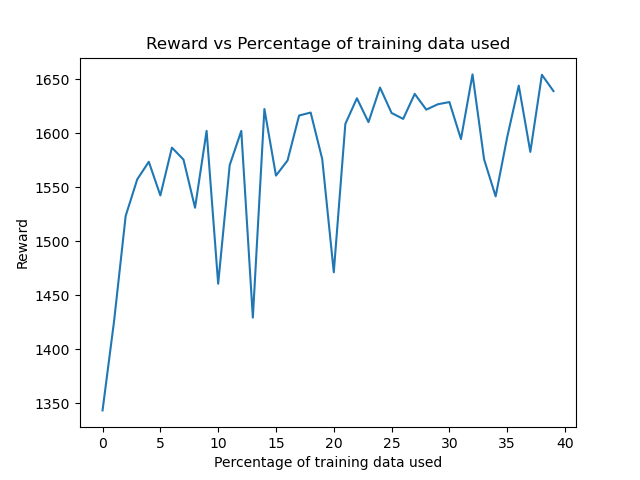 Reward vs Percentage of training data used
1650
1600
1550
1500
1450
1400
1350
Reward
0 5 10 15 20 25 30 35 40
Percentage of training data used